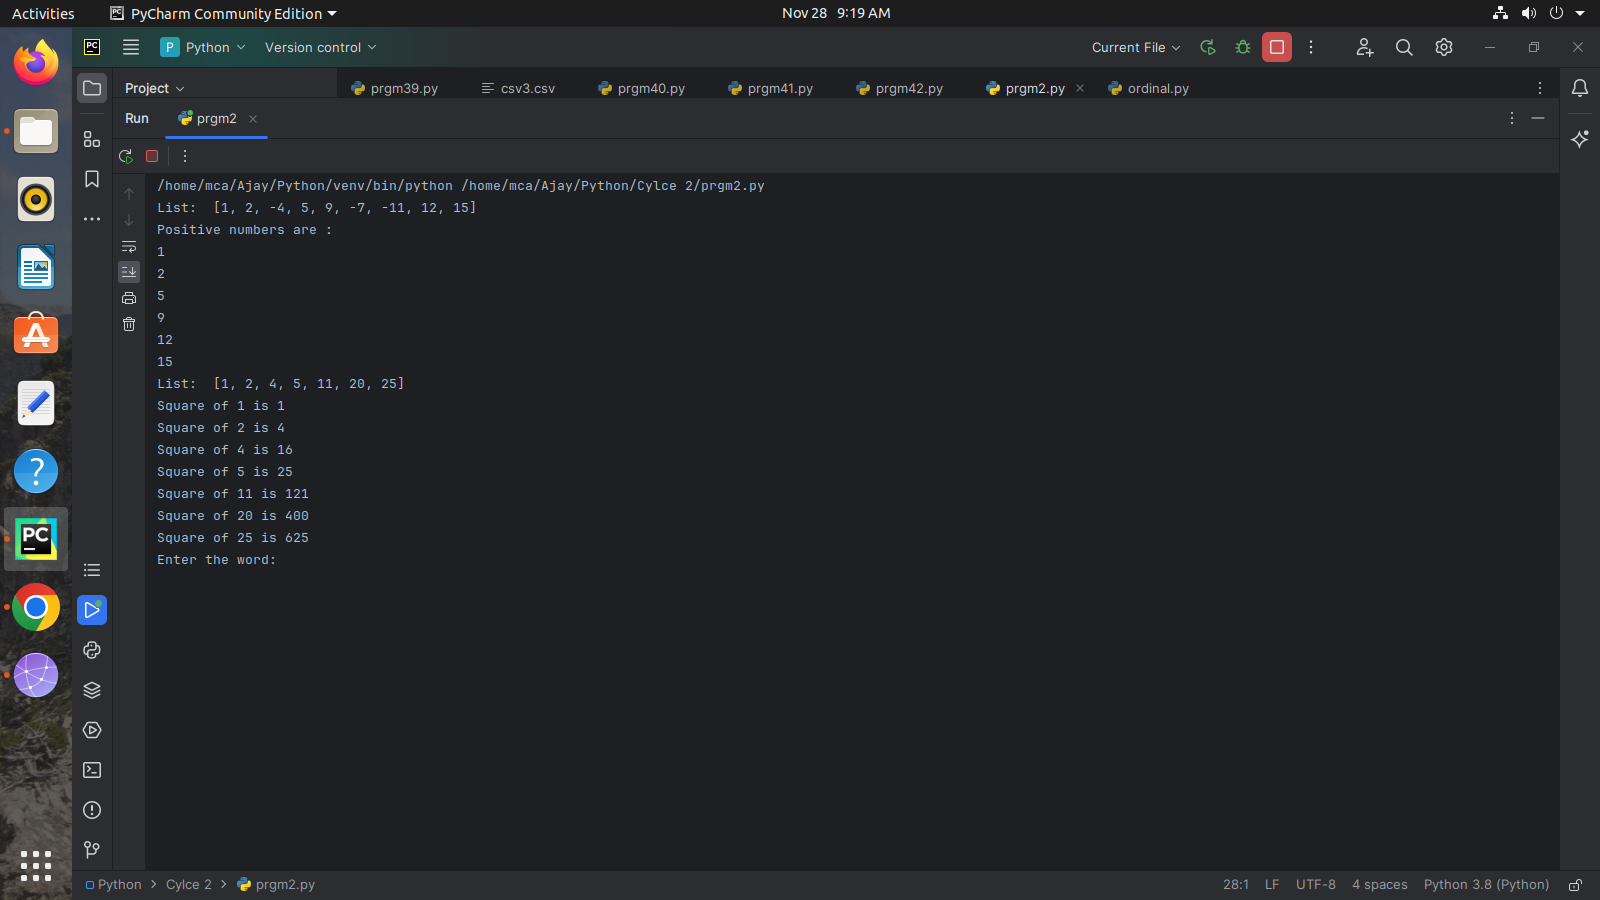 Activities PyCharm Community Edition Nov 28 9:19 AM
PC P Python Version control Current File
Project prgm39.py csv3.csv prgm40.py prgm41.py prgm42.py prgm2.py ordinal.py
Run prgm2
/home/mca/Ajay/Python/venv/bin/python /home/mca/Ajay/Python/Cylce 2/prgm2.py
List:  [1, 2, -4, 5, 9, -7, -11, 12, 15]
Positive numbers are :
1
2
5
9
12
15
List:  [1, 2, 4, 5, 11, 20, 25]
Square of 1 is 1
Square of 2 is 4
Square of 4 is 16
Square of 5 is 25
Square of 11 is 121
Square of 20 is 400
Square of 25 is 625
Enter the word:
PC
Python > Cylce 2 > prgm2.py 28:1 LF UTF-8 4 spaces Python 3.8 (Python)